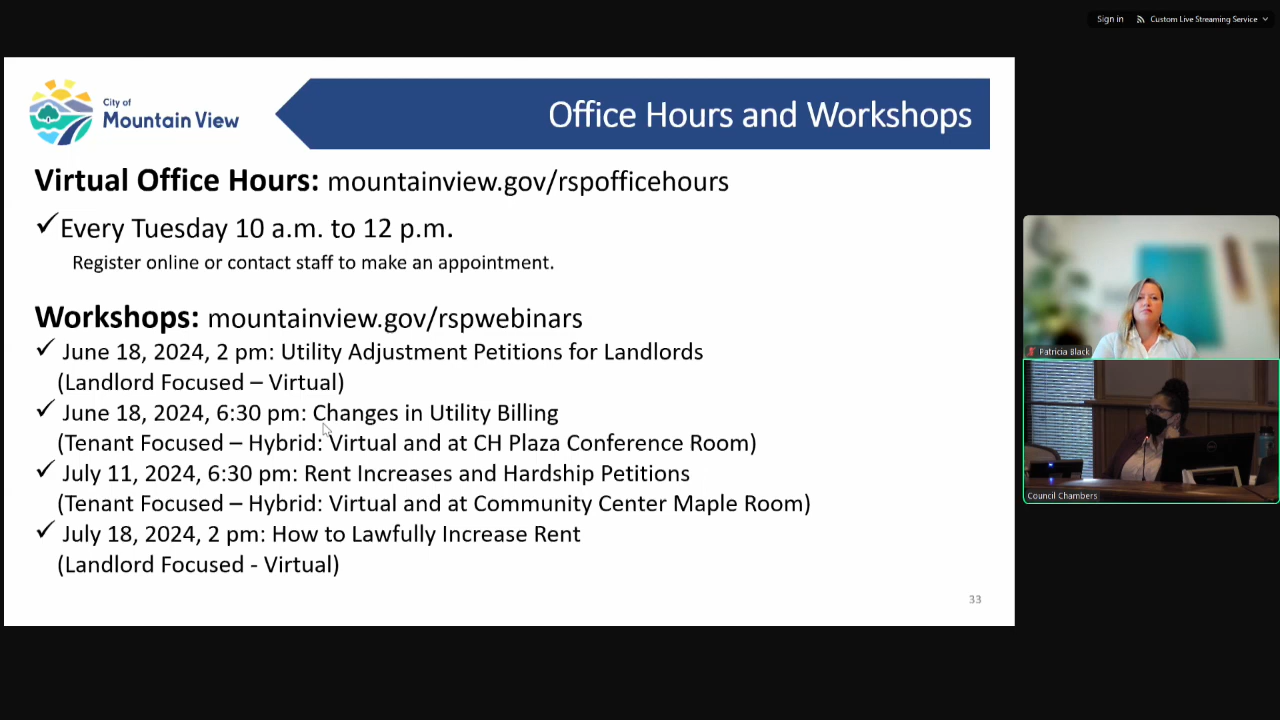 Sign in
Custom Live Streaming Service
City of
Mountain View
Office Hours and Workshops
Virtual Office Hours: mountainview.gov/rspofficehours
✓Every Tuesday 10 a.m. to 12 p.m.
Register online or contact staff to make an appointment.
Workshops: mountainview.gov/rspwebinars
✓ June 18, 2024, 2 pm: Utility Adjustment Petitions for Landlords
(Landlord Focused – Virtual)
✓ June 18, 2024, 6:30 pm: Changes in Utility Billing
(Tenant Focused – Hybrid: Virtual and at CH Plaza Conference Room)
✓ July 11, 2024, 6:30 pm: Rent Increases and Hardship Petitions
(Tenant Focused – Hybrid: Virtual and at Community Center Maple Room)
✓ July 18, 2024, 2 pm: How to Lawfully Increase Rent
(Landlord Focused - Virtual)
33
Patricia Black
Council Chambers